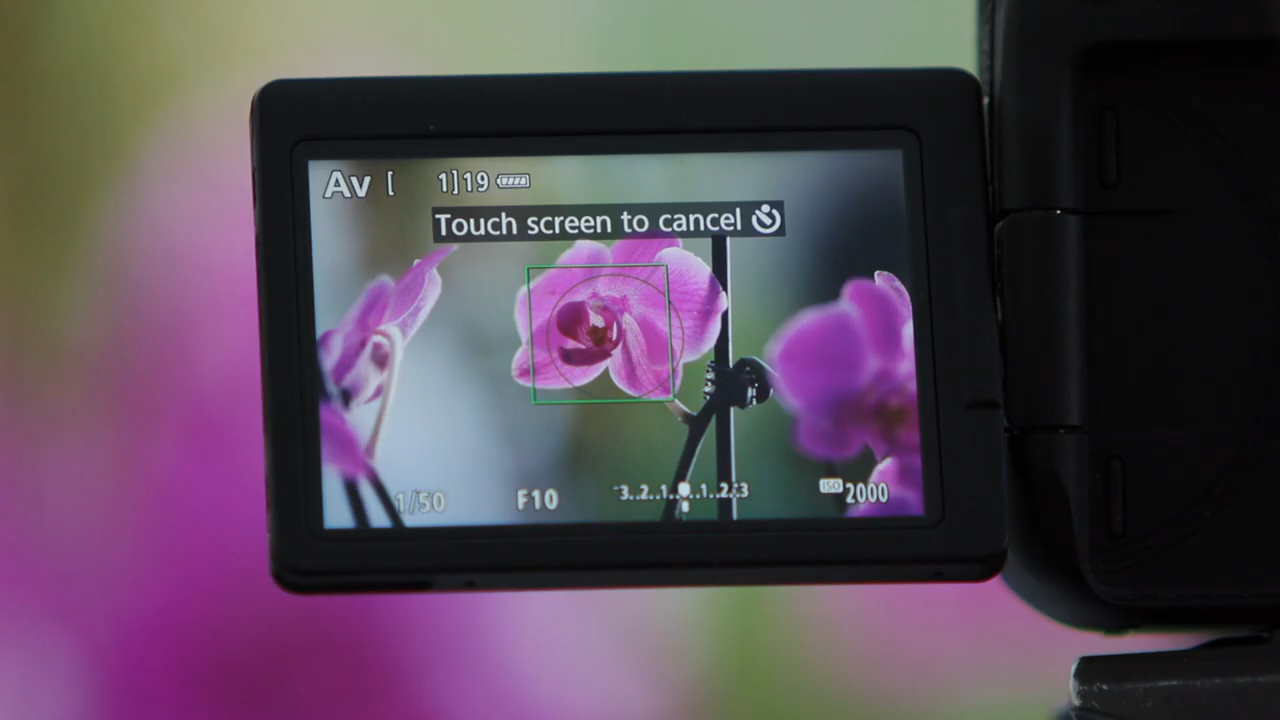 Av [ 1]19
Touch screen to cancel
1/50 F10 -3..2..1..0..1..2..+3 ISO 2000